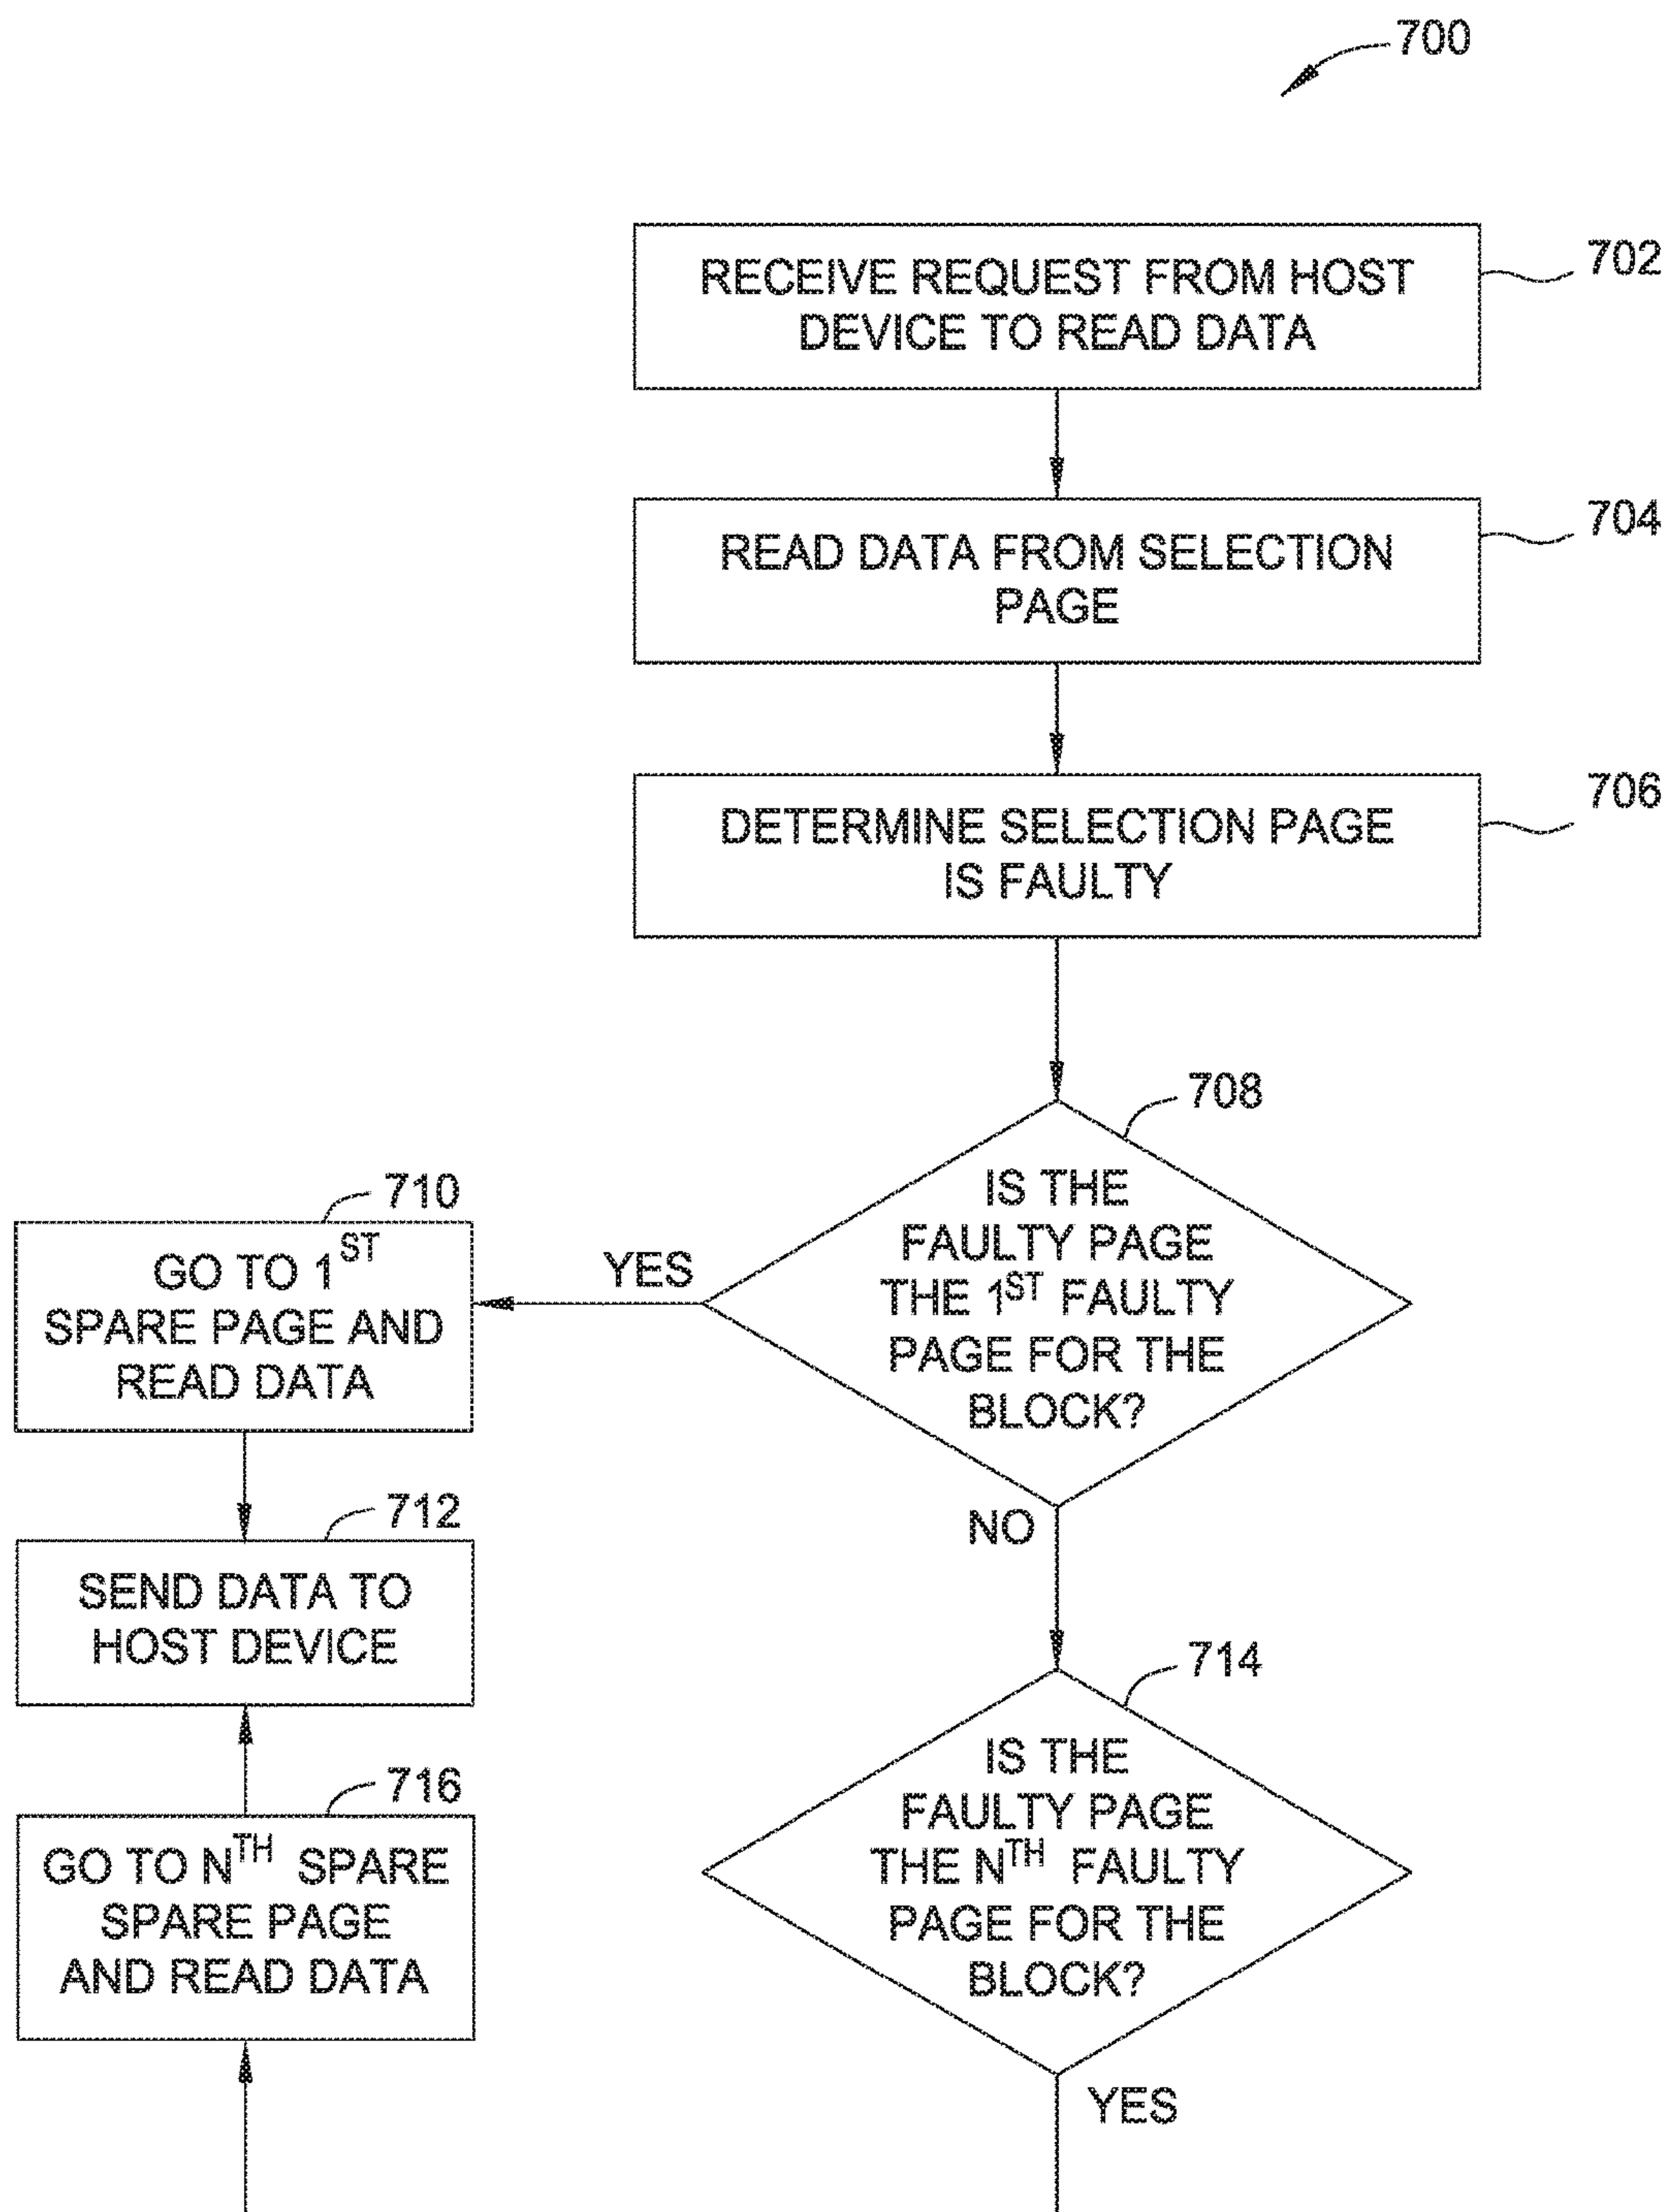 700
702
RECEIVE REQUEST FROM HOST
DEVICE TO READ DATA
704
READ DATA FROM SELECTION
PAGE
706
DETERMINE SELECTION PAGE
IS FAULTY
708
IS THE
FAULTY PAGE
THE 1ST FAULTY
PAGE FOR THE
BLOCK?
YES
710
GO TO 1ST
SPARE PAGE AND
READ DATA
712
SEND DATA TO
HOST DEVICE
NO
714
IS THE
FAULTY PAGE
THE NTH FAULTY
PAGE FOR THE
BLOCK?
716
GO TO NTH SPARE
SPARE PAGE
AND READ DATA
YES